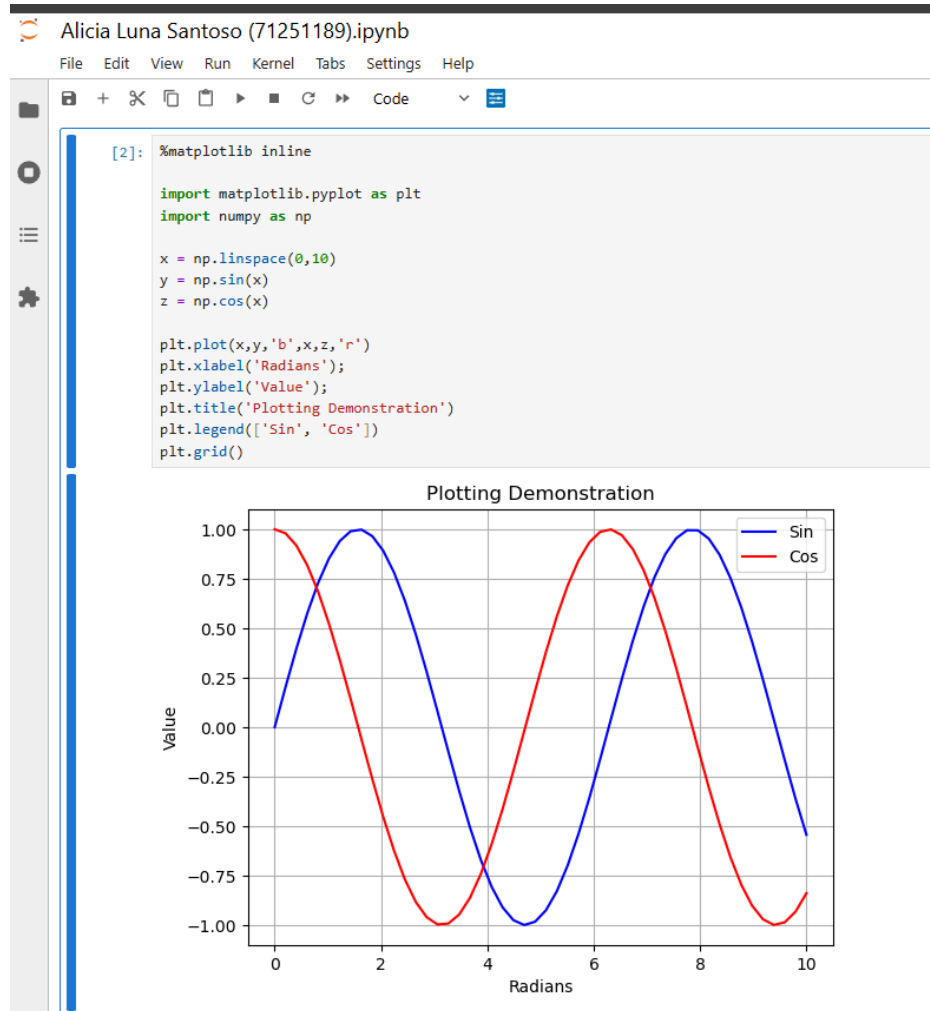 Alicia Luna Santoso (71251189).ipynb
File Edit View Run Kernel Tabs Settings Help
Code
[2]: %matplotlib inline
import matplotlib.pyplot as plt
import numpy as np
x = np.linspace(0,10)
y = np.sin(x)
z = np.cos(x)
plt.plot(x,y,'b',x,z,'r')
plt.xlabel('Radians');
plt.ylabel('Value');
plt.title('Plotting Demonstration')
plt.legend(['Sin', 'Cos'])
plt.grid()
Plotting Demonstration
Sin
Cos
Value
1.00
0.75
0.50
0.25
0.00
−0.25
−0.50
−0.75
−1.00
0 2 4 6 8 10
Radians